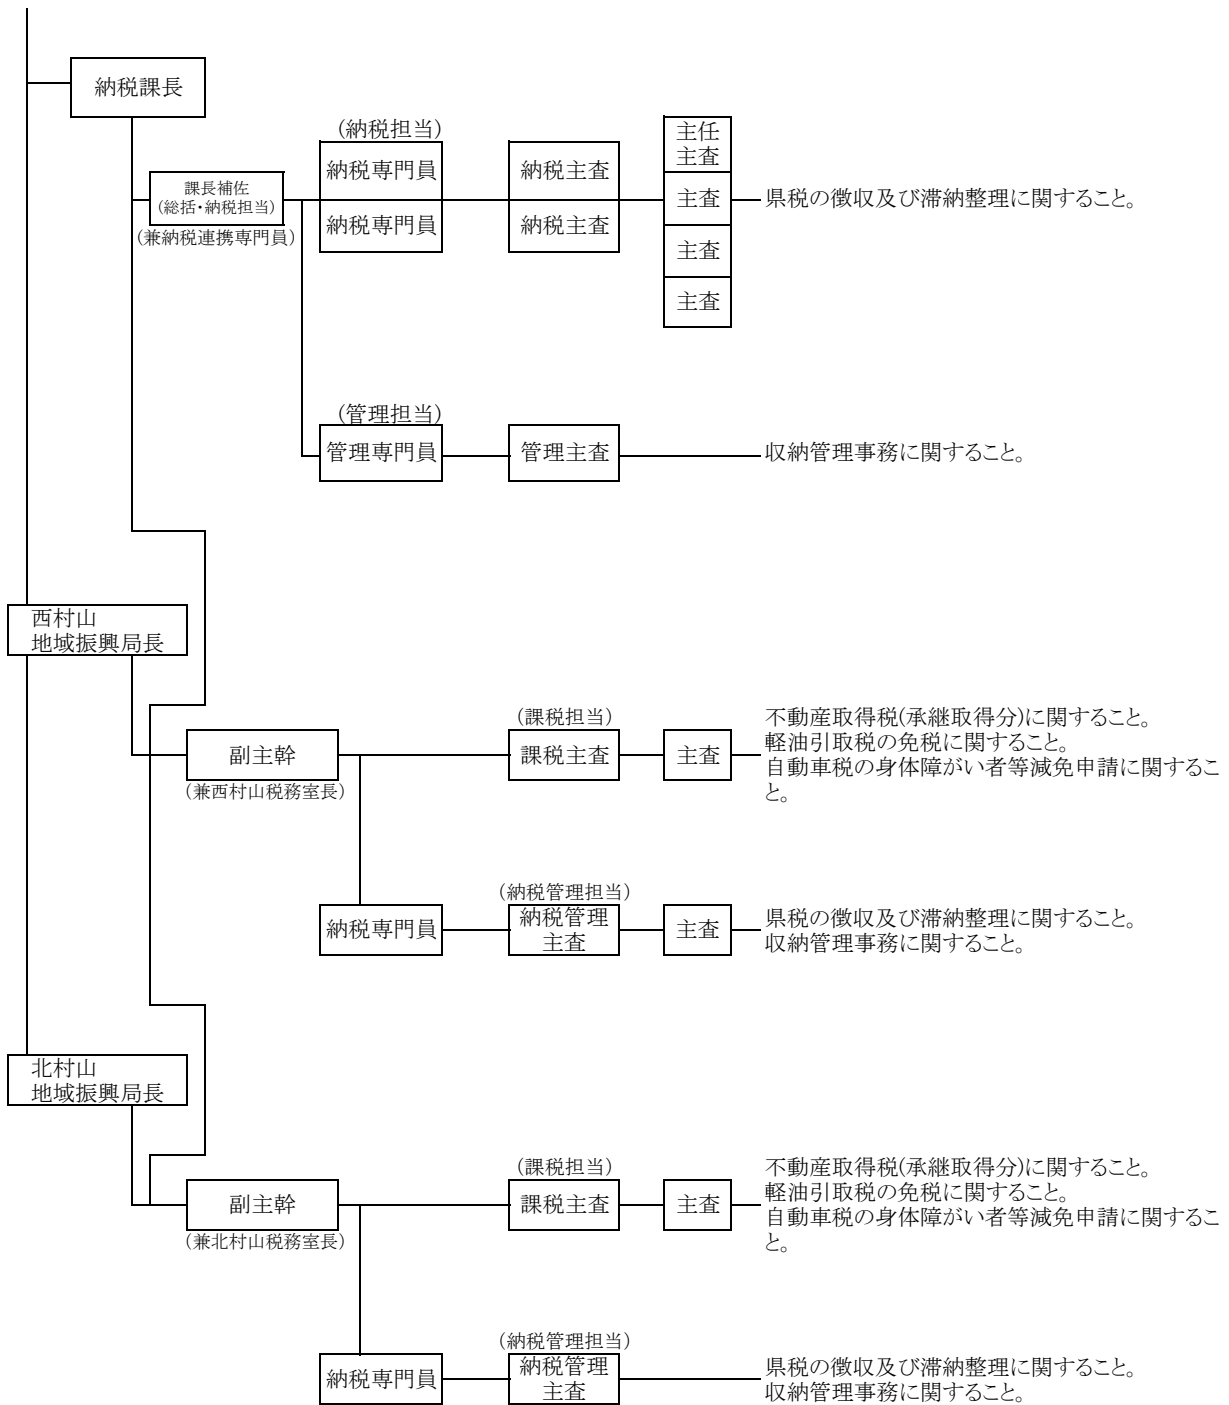 納税課長
(納税担当)
納税専門員
納税専門員
納税主査
納税主査
主任
主査
主査
主査
主査
課長補佐
(総括・納税担当)
(兼納税連携専門員)
県税の徴収及び滞納整理に関すること。
(管理担当)
管理専門員
管理主査
収納管理事務に関すること。
西村山
地域振興局長
副主幹
(兼西村山税務室長)
(課税担当)
課税主査
主査
不動産取得税(承継取得分)に関すること。
軽油引取税の免税に関すること。
自動車税の身体障がい者等減免申請に関するこ
と。
納税専門員
(納税管理担当)
納税管理
主査
主査
県税の徴収及び滞納整理に関すること。
収納管理事務に関すること。
北村山
地域振興局長
副主幹
(兼北村山税務室長)
(課税担当)
課税主査
主査
不動産取得税(承継取得分)に関すること。
軽油引取税の免税に関すること。
自動車税の身体障がい者等減免申請に関するこ
と。
納税専門員
(納税管理担当)
納税管理
主査
県税の徴収及び滞納整理に関すること。
収納管理事務に関すること。